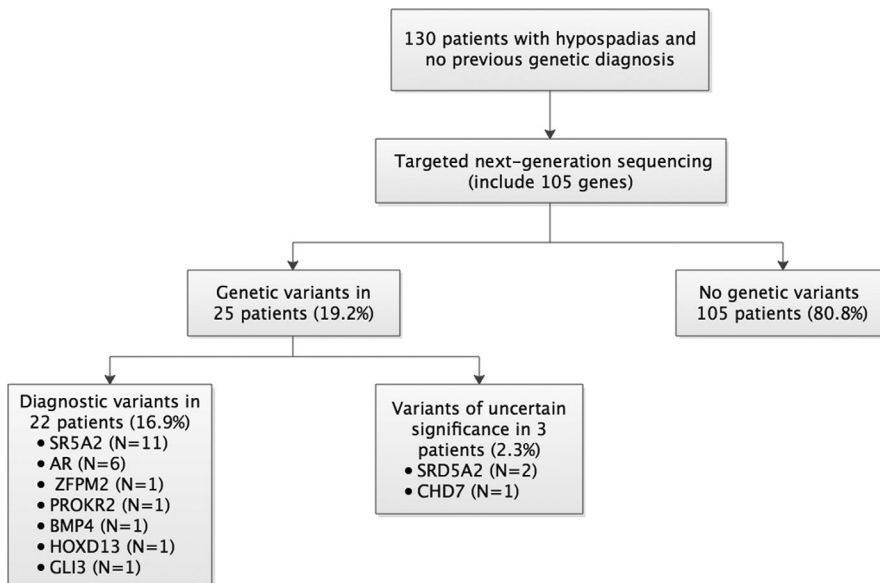 130 patients with hypospadias and
no previous genetic diagnosis
Targeted next-generation sequencing
(include 105 genes)
Genetic variants in
25 patients (19.2%)
No genetic variants
105 patients (80.8%)
Diagnostic variants in
22 patients (16.9%)
• SR5A2 (N=11)
• AR (N=6)
• ZFPM2 (N=1)
• PROKR2 (N=1)
• BMP4 (N=1)
• HOXD13 (N=1)
• GLI3 (N=1)
Variants of uncertain
significance in 3
patients (2.3%)
• SRD5A2 (N=2)
• CHD7 (N=1)